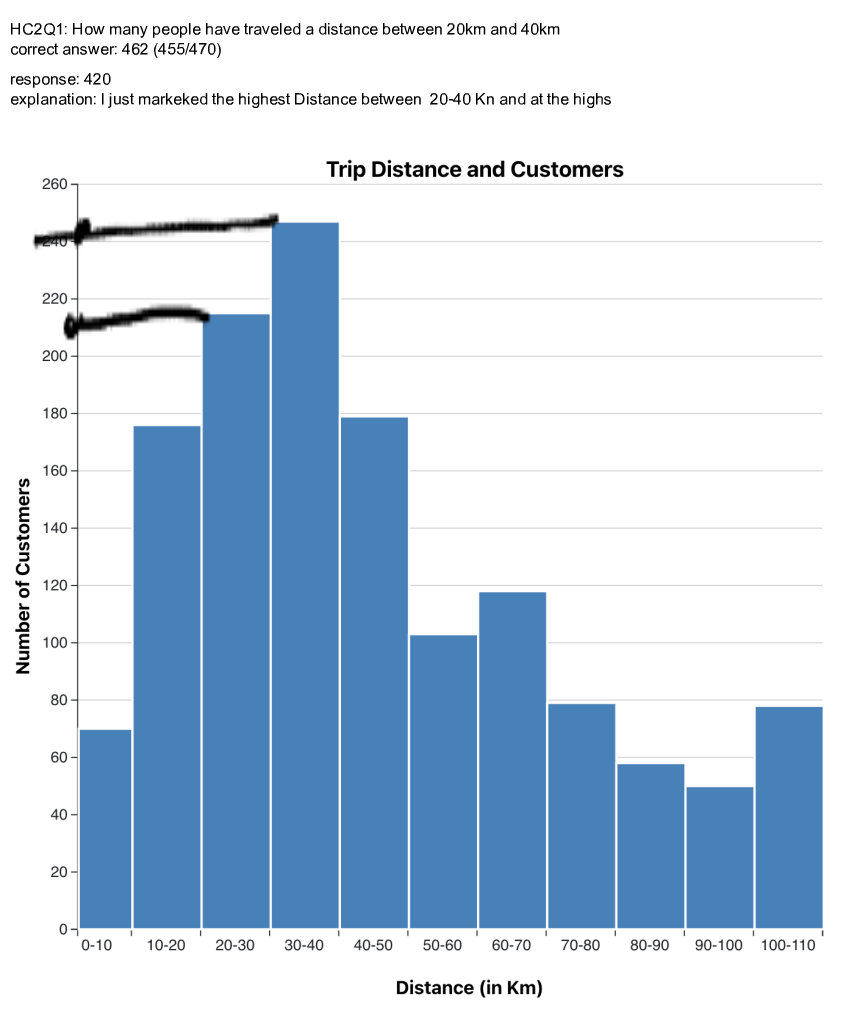 HC2Q1: How many people have traveled a distance between 20km and 40km
correct answer: 462 (455/470)
response: 420
explanation: I just markeked the highest Distance between  20-40 Kn and at the highs
Trip Distance and Customers
260
240
220
200
180
160
140
120
100
80
60
40
20
0
Number of Customers
0-10 10-20 20-30 30-40 40-50 50-60 60-70 70-80 80-90 90-100 100-110
Distance (in Km)